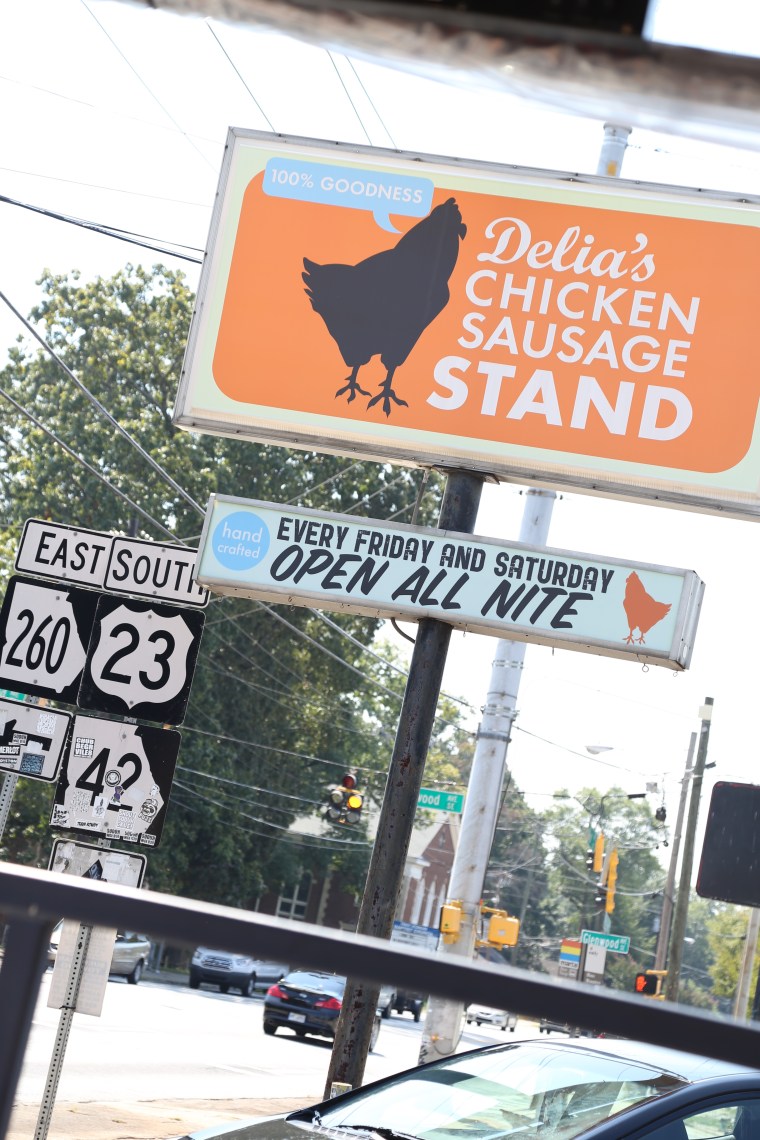 100% GOODNESS
Delia's
CHICKEN
SAUSAGE
STAND
hand
crafted
EVERY FRIDAY AND SATURDAY
OPEN ALL NITE
EAST
SOUTH
260
23
42
Glenwood